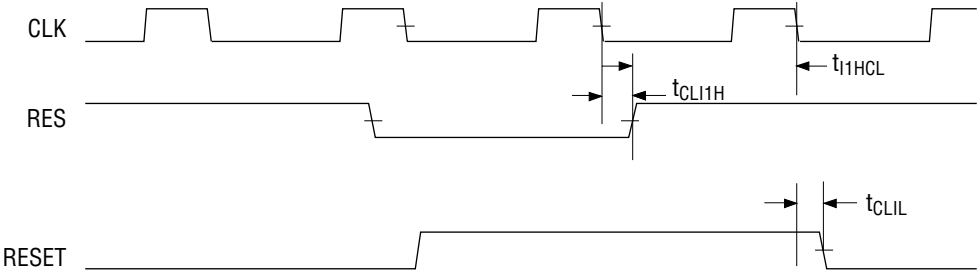 CLK
t_I1HCL
t_CLI1H
RES
t_CLIL
RESET